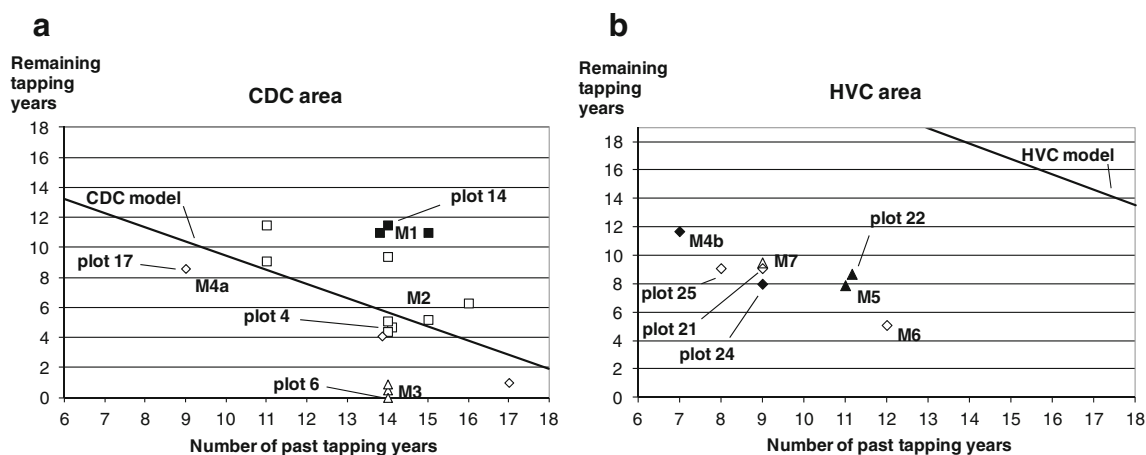 a
Remaining
tapping
years
CDC area
18
16
14
12
10
8
6
4
2
0
CDC model
plot 14
M1
plot 17
M4a
M2
plot 4
plot 6
M3
6 7 8 9 10 11 12 13 14 15 16 17 18
Number of past tapping years
b
Remaining
tapping
years
HVC area
18
16
14
12
10
8
6
4
2
0
HVC model
plot 22
M4b
M7
plot 25
M5
plot 21
M6
plot 24
6 7 8 9 10 11 12 13 14 15 16 17 18
Number of past tapping years